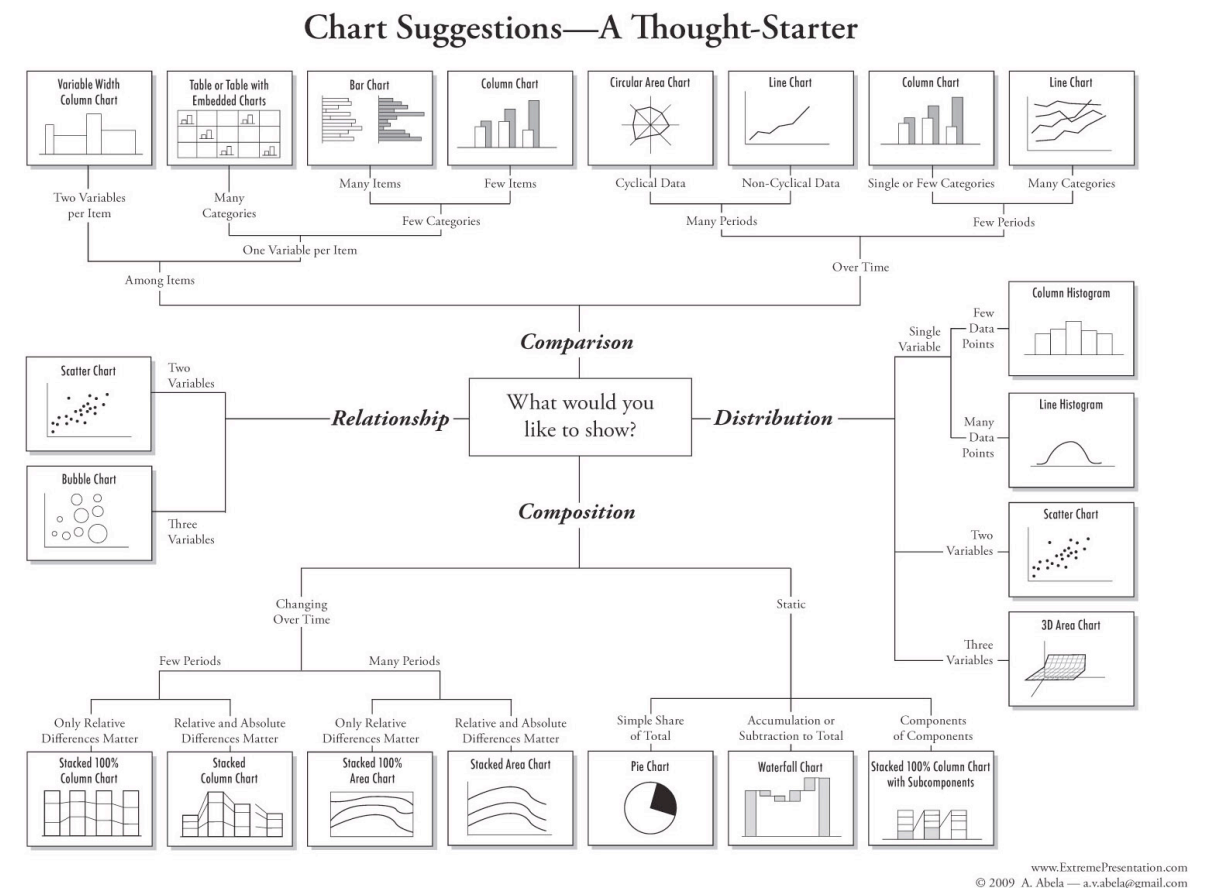 Chart Suggestions—A Thought-Starter
Variable Width
Column Chart
Table or Table with
Embedded Charts
Bar Chart
Column Chart
Circular Area Chart
Line Chart
Column Chart
Line Chart
Two Variables
per Item
Many
Categories
Many Items
Few Items
Cyclical Data
Non-Cyclical Data
Single or Few Categories
Many Categories
Few Categories
Many Periods
Few Periods
One Variable per Item
Among Items
Over Time
Comparison
What would you
like to show?
Relationship
Two
Variables
Scatter Chart
Three
Variables
Bubble Chart
Distribution
Single
Variable
Few
Data
Points
Column Histogram
Many
Data
Points
Line Histogram
Two
Variables
Scatter Chart
Three
Variables
3D Area Chart
Composition
Changing
Over Time
Static
Few Periods
Many Periods
Only Relative
Differences Matter
Relative and Absolute
Differences Matter
Only Relative
Differences Matter
Relative and Absolute
Differences Matter
Simple Share
of Total
Accumulation or
Subtraction to Total
Components
of Components
Stacked 100%
Column Chart
Stacked
Column Chart
Stacked 100%
Area Chart
Stacked Area Chart
Pie Chart
Waterfall Chart
Stacked 100% Column Chart
with Subcomponents
www.ExtremePresentation.com
© 2009 A. Abela — a.v.abela@gmail.com